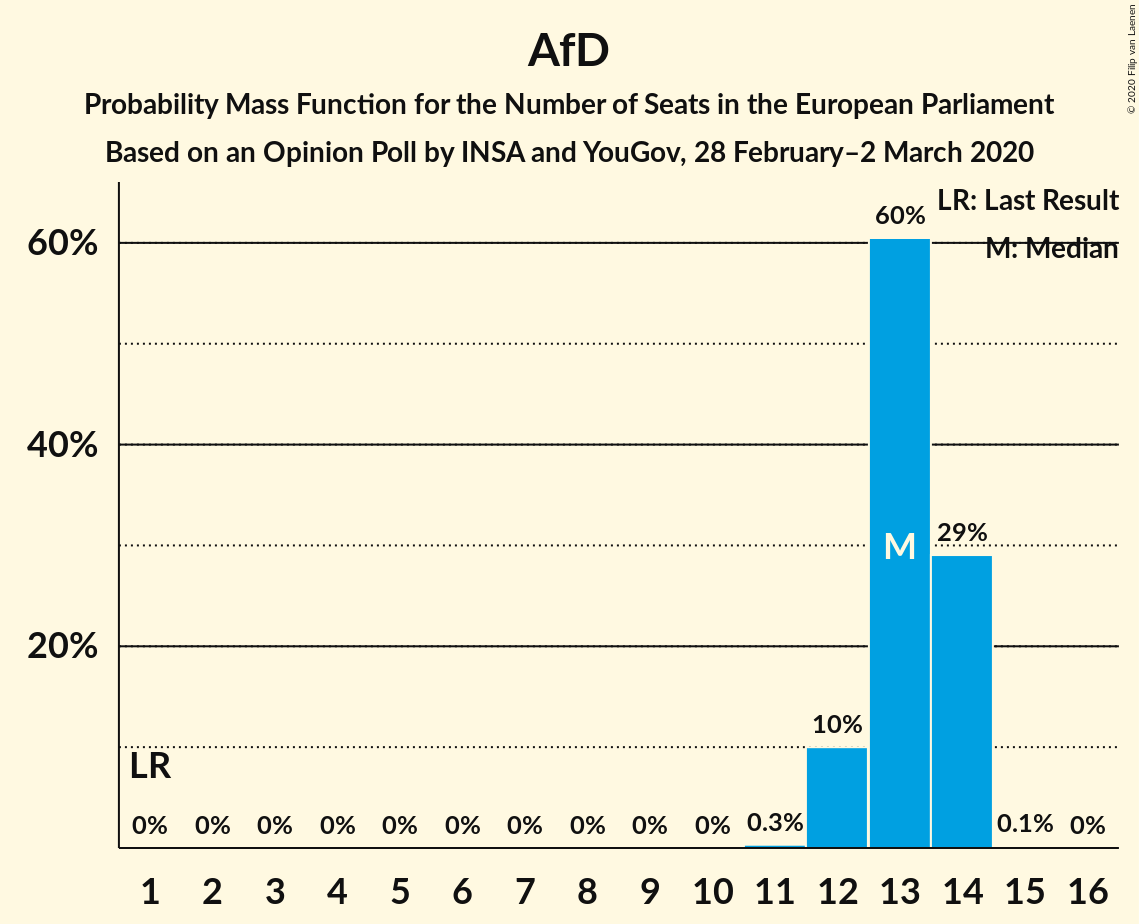 AfD
Probability Mass Function for the Number of Seats in the European Parliament
Based on an Opinion Poll by INSA and YouGov, 28 February–2 March 2020
© 2020 Filip van Laenen
LR: Last Result
M: Median
60%
40%
20%
LR
M
0% 0% 0% 0% 0% 0% 0% 0% 0% 0% 0.3% 10% 60% 29% 0.1% 0%
1 2 3 4 5 6 7 8 9 10 11 12 13 14 15 16